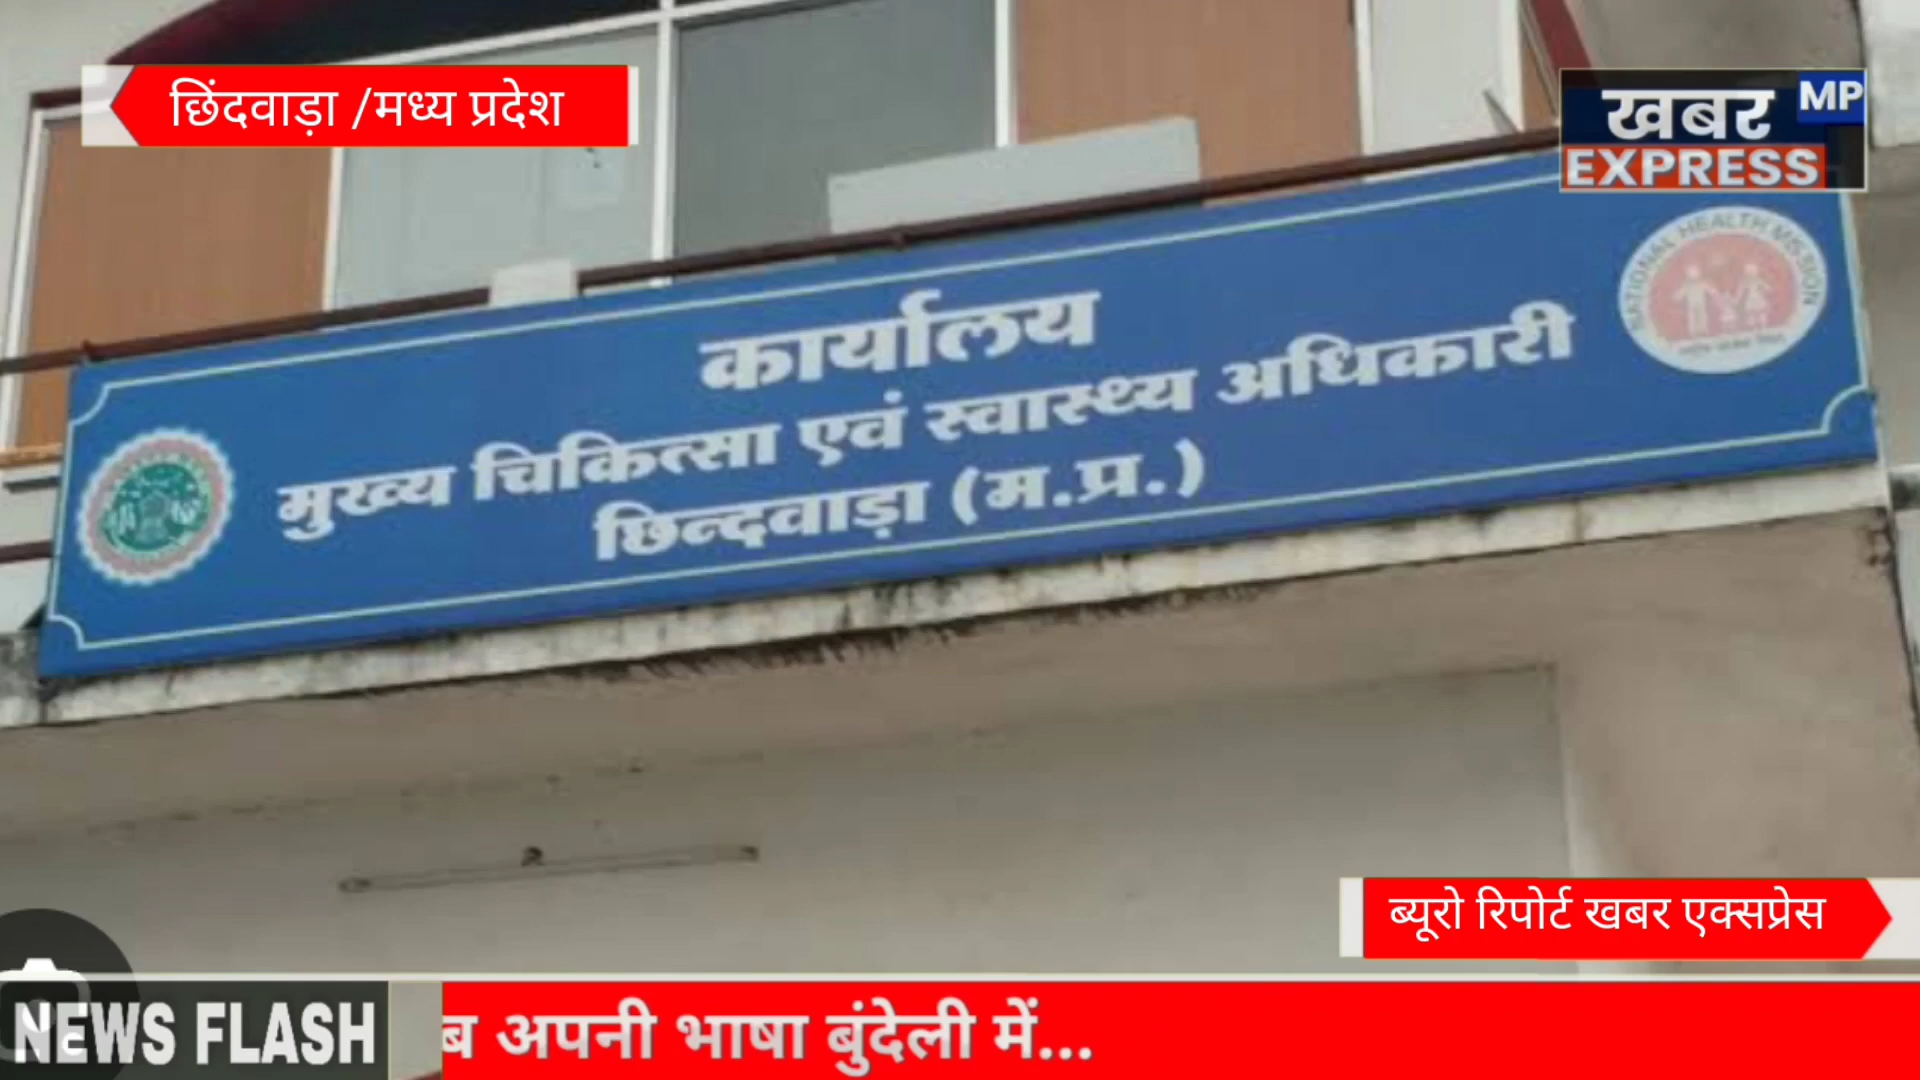 छिंदवाड़ा /मध्य प्रदेश
खबर MP
EXPRESS
NATIONAL HEALTH MISSION
कार्यालय
मुख्य चिकित्सा एवं स्वास्थ्य अधिकारी
छिन्दवाड़ा (म.प्र.)
ब्यूरो रिपोर्ट खबर एक्सप्रेस
NEWS FLASH
ब अपनी भाषा बुंदेली में...